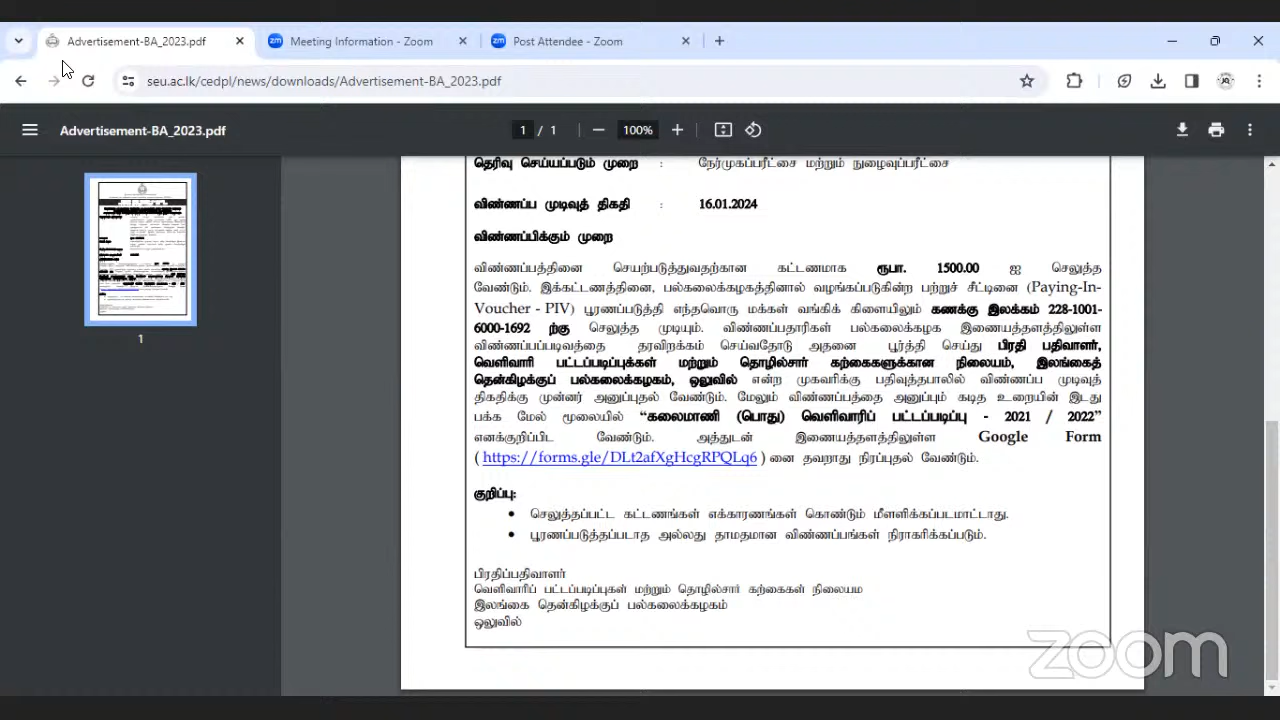 Advertisement-BA_2023.pdf
Meeting Information - Zoom
Post Attendee - Zoom
seu.ac.lk/cedpl/news/downloads/Advertisement-BA_2023.pdf
Advertisement-BA_2023.pdf
1 / 1
100%
தெரிவு செய்யப்படும் முறை : நேர்முகப்பரீட்சை மற்றும் நுழைவுப்பரீட்சை
விண்ணப்ப முடிவுத் திகதி : 16.01.2024
விண்ணப்பிக்கும் முறை
விண்ணப்பத்தினை செயற்படுத்துவதற்கான கட்டணமாக ரூபா. 1500.00 ஐ செலுத்த
வேண்டும். இக்கட்டணத்தினை, பல்கலைக்கழகத்தினால் வழங்கப்படுகின்ற பற்றுச் சீட்டினை (Paying-In-
Voucher - PIV) பூரணப்படுத்தி எந்தவொரு மக்கள் வங்கிக் கிளையிலும் கணக்கு இலக்கம் 228-1001-
6000-1692 ற்கு செலுத்த முடியும். விண்ணப்பதாரிகள் பல்கலைக்கழக இணையத்தளத்திலுள்ள
விண்ணப்பப்படிவத்தை தரவிறக்கம் செய்வதோடு அதனை பூர்த்தி செய்து பிரதி பதிவாளர்,
வெளிவாரி பட்டப்படிப்புக்கள் மற்றும் தொழில்சார் கற்கைகளுக்கான நிலையம், இலங்கைத்
தென்கிழக்குப் பல்கலைக்கழகம், ஒலுவில் என்ற முகவரிக்கு பதிவுத்தபாலில் விண்ணப்ப முடிவுத்
திகதிக்கு முன்னர் அனுப்புதல் வேண்டும். மேலும் விண்ணப்பத்தை அனுப்பும் கடித உறையின் இடது
பக்க மேல் மூலையில் “கலைமாணி (பொது) வெளிவாரிப் பட்டப்படிப்பு - 2021 / 2022”
எனக்குறிப்பிட வேண்டும். அத்துடன் இணையத்தளத்திலுள்ள Google Form
( https://forms.gle/DLt2afXgHcgRPQLq6 ) னை தவறாது நிரப்புதல் வேண்டும்.
குறிப்பு:
• செலுத்தப்பட்ட கட்டணங்கள் எக்காரணங்கள் கொண்டும் மீளளிக்கப்படமாட்டாது.
• பூரணப்படுத்தப்படாத அல்லது தாமதமான விண்ணப்பங்கள் நிராகரிக்கப்படும்.
பிரதிப்பதிவாளர்
வெளிவாரிப் பட்டப்படிப்புகள் மற்றும் தொழில்சார் கற்கைகள் நிலையம
இலங்கை தென்கிழக்குப் பல்கலைக்கழகம்
ஒலுவில்
1
zoom